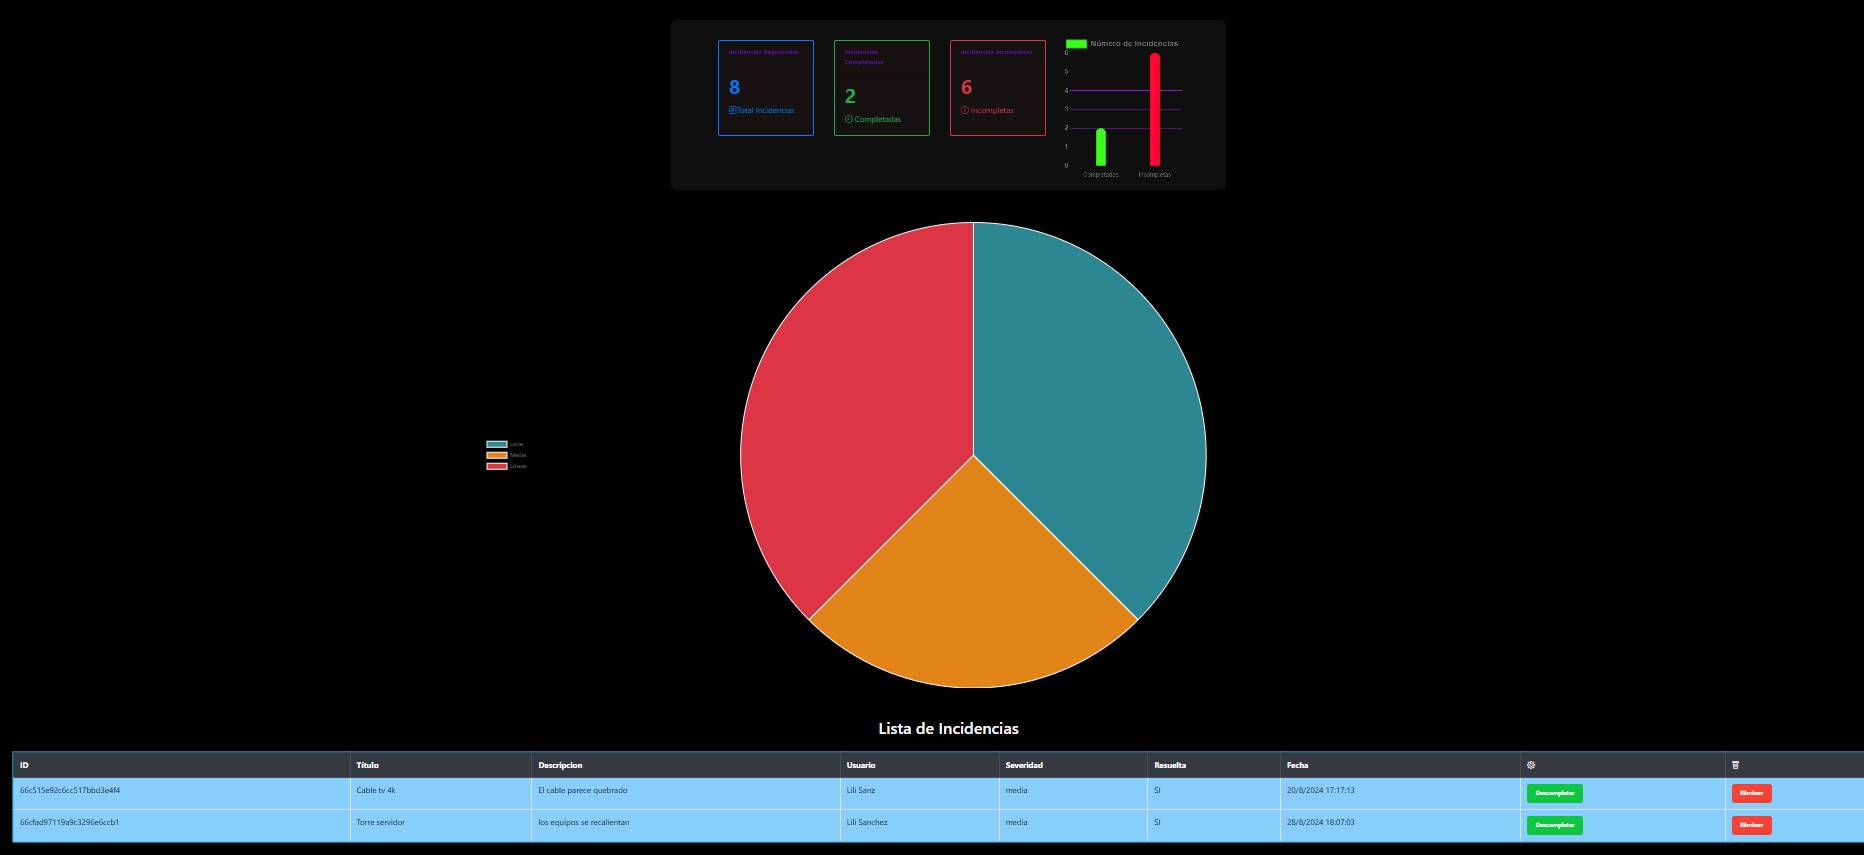 Incidencias Registradas
8
Total Incidencias
Incidencias
Completadas
2
Completadas
Incidencias Incompletas
6
Incompletas
Número de Incidencias
6
5
4
3
2
1
0
Completadas
Incompletas
Leve
Media
Grave
Lista de Incidencias
ID Título Descripcion Usuario Severidad Resuelta Fecha
66c515e92c6cc517bbd3e4f4 Cable tv 4k El cable parece quebrado Lili Sanz media SI 20/8/2024 17:17:13 Descompletar Eliminar
66cfad97119a9c3296e6ccb1 Torre servidor los equipos se recalientan Lili Sanchez media SI 28/8/2024 18:07:03 Descompletar Eliminar